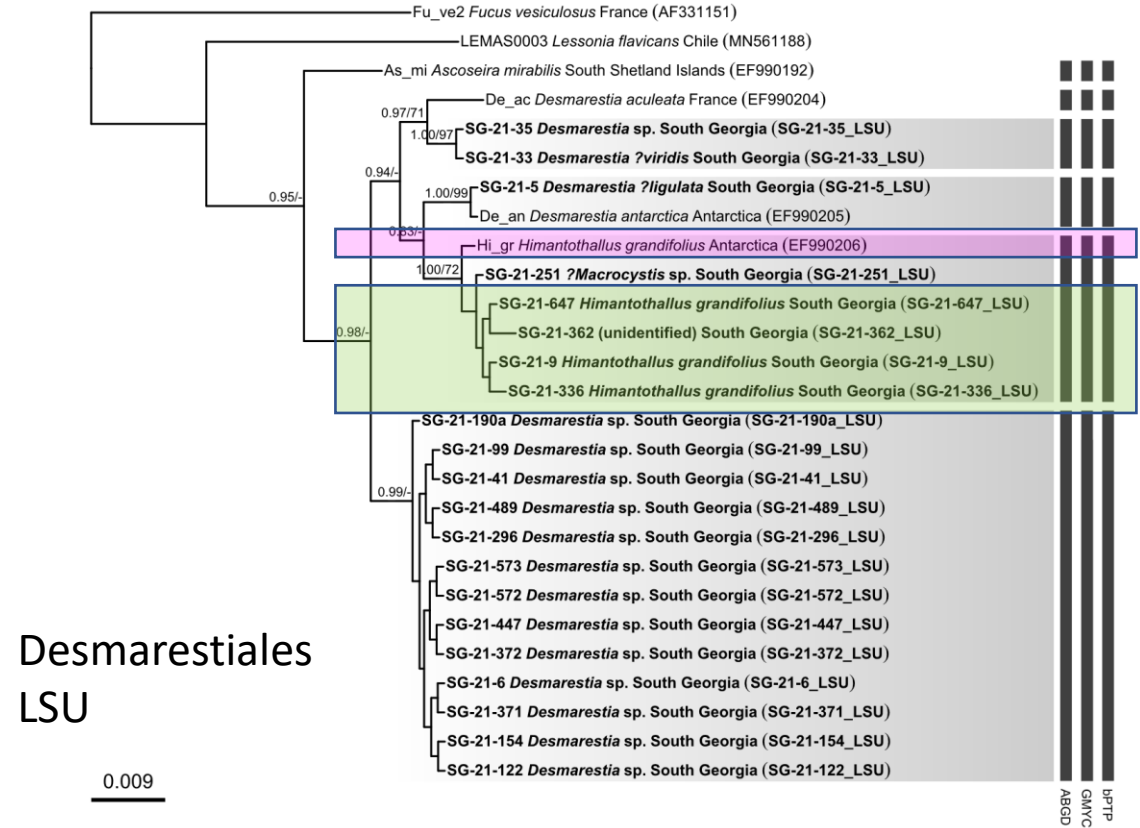 Fu_ve2 Fucus vesiculosus France (AF331151)
LEMAS0003 Lessonia flavicans Chile (MN561188)
As_mi Ascoseira mirabilis South Shetland Islands (EF990192)
De_ac Desmarestia aculeata France (EF990204)
0.97/71
SG-21-35 Desmarestia sp. South Georgia (SG-21-35_LSU)
1.00/97
SG-21-33 Desmarestia ?viridis South Georgia (SG-21-33_LSU)
0.94/-
SG-21-5 Desmarestia ?ligulata South Georgia (SG-21-5_LSU)
1.00/99
0.95/-
De_an Desmarestia antarctica Antarctica (EF990205)
0.83/-
Hi_gr Himantothallus grandifolius Antarctica (EF990206)
1.00/72
SG-21-251 ?Macrocystis sp. South Georgia (SG-21-251_LSU)
SG-21-647 Himantothallus grandifolius South Georgia (SG-21-647_LSU)
0.98/-
SG-21-362 (unidentified) South Georgia (SG-21-362_LSU)
SG-21-9 Himantothallus grandifolius South Georgia (SG-21-9_LSU)
SG-21-336 Himantothallus grandifolius South Georgia (SG-21-336_LSU)
SG-21-190a Desmarestia sp. South Georgia (SG-21-190a_LSU)
SG-21-99 Desmarestia sp. South Georgia (SG-21-99_LSU)
SG-21-41 Desmarestia sp. South Georgia (SG-21-41_LSU)
0.99/-
SG-21-489 Desmarestia sp. South Georgia (SG-21-489_LSU)
SG-21-296 Desmarestia sp. South Georgia (SG-21-296_LSU)
SG-21-573 Desmarestia sp. South Georgia (SG-21-573_LSU)
SG-21-572 Desmarestia sp. South Georgia (SG-21-572_LSU)
SG-21-447 Desmarestia sp. South Georgia (SG-21-447_LSU)
SG-21-372 Desmarestia sp. South Georgia (SG-21-372_LSU)
SG-21-6 Desmarestia sp. South Georgia (SG-21-6_LSU)
SG-21-371 Desmarestia sp. South Georgia (SG-21-371_LSU)
SG-21-154 Desmarestia sp. South Georgia (SG-21-154_LSU)
SG-21-122 Desmarestia sp. South Georgia (SG-21-122_LSU)
Desmarestiales
LSU
0.009
ABGD
GMYC
bPTP